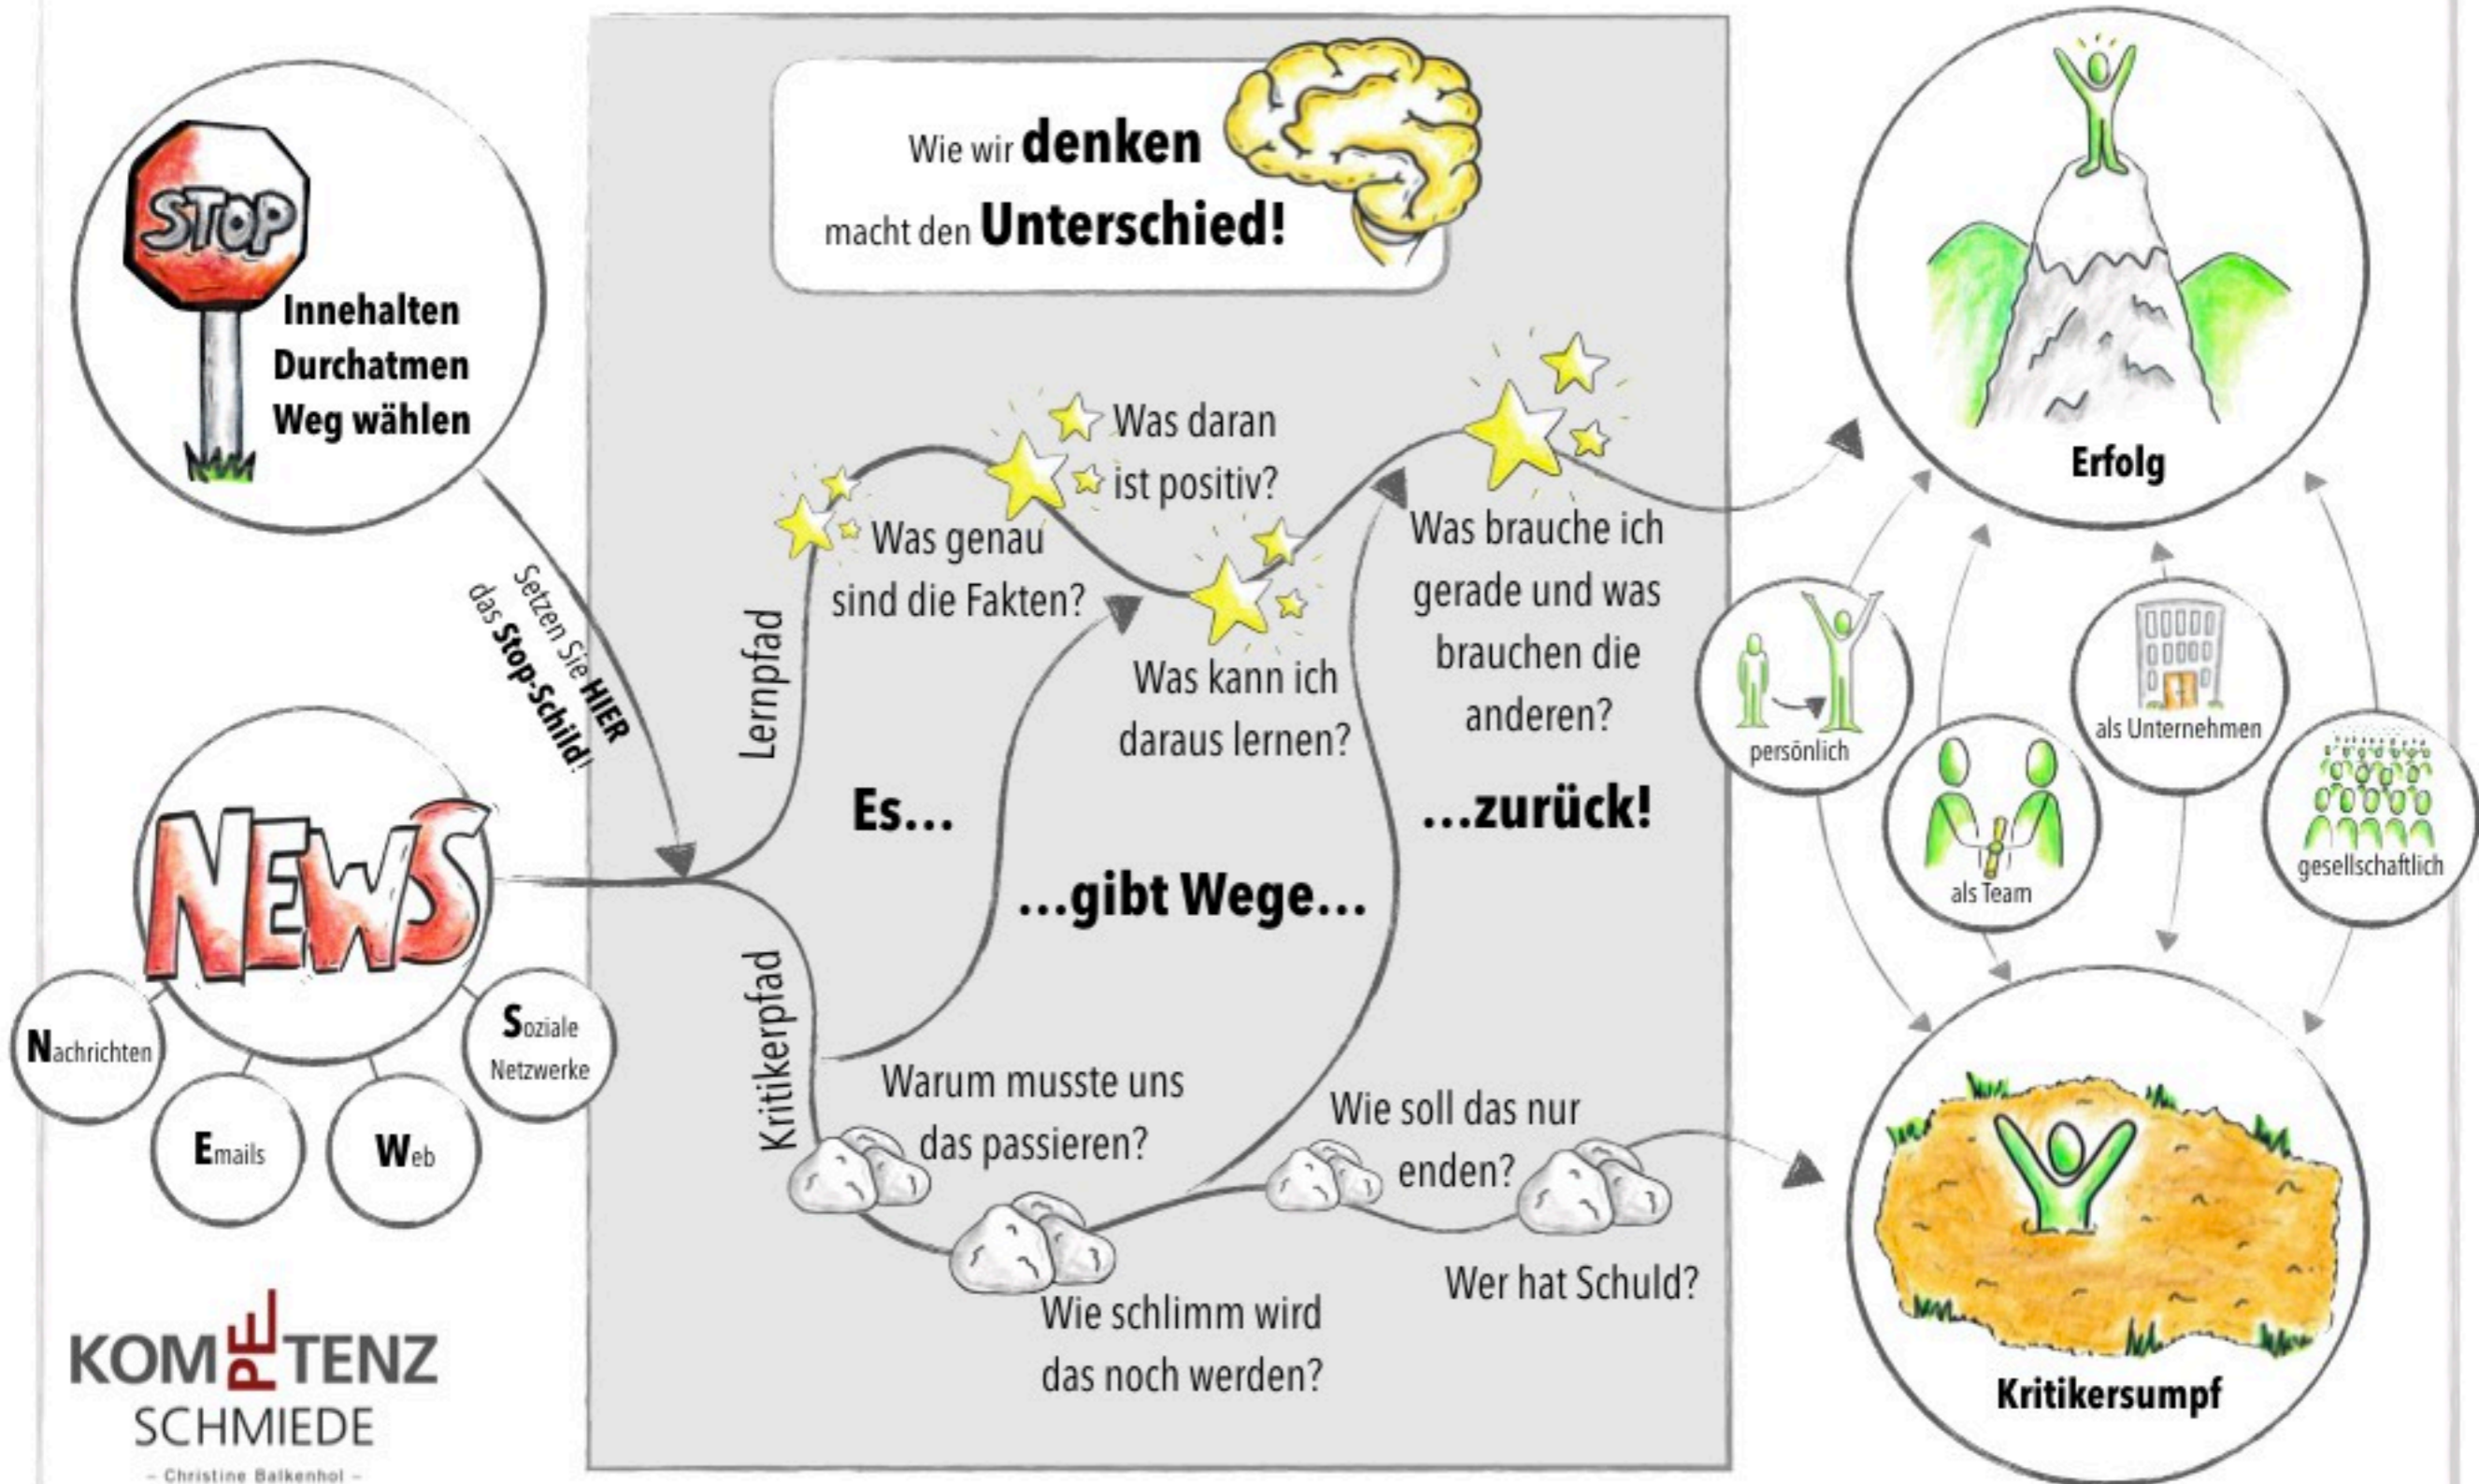 STOP
Innehalten
Durchatmen
Weg wählen
Setzen Sie HIER
das Stop-Schild!
NEWS
Nachrichten
Emails
Web
Soziale
Netzwerke
KOMPETENZ
SCHMIEDE
– Christine Balkenhol –
Wie wir denken
macht den Unterschied!
Lernpfad
Was genau
sind die Fakten?
Was daran
ist positiv?
Was kann ich
daraus lernen?
Was brauche ich
gerade und was
brauchen die
anderen?
Es...
...gibt Wege...
...zurück!
Kritikerpfad
Warum musste uns
das passieren?
Wie schlimm wird
das noch werden?
Wie soll das nur
enden?
Wer hat Schuld?
Erfolg
persönlich
als Team
als Unternehmen
gesellschaftlich
Kritikersumpf